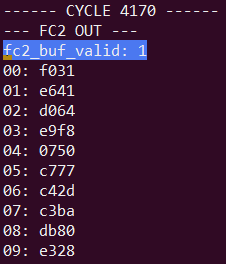 ------ CYCLE 4170 ------
--- FC2 OUT ---
fc2_buf_valid: 1
00: f031
01: e641
02: d064
03: e9f8
04: 0750
05: c777
06: c42d
07: c3ba
08: db80
09: e328